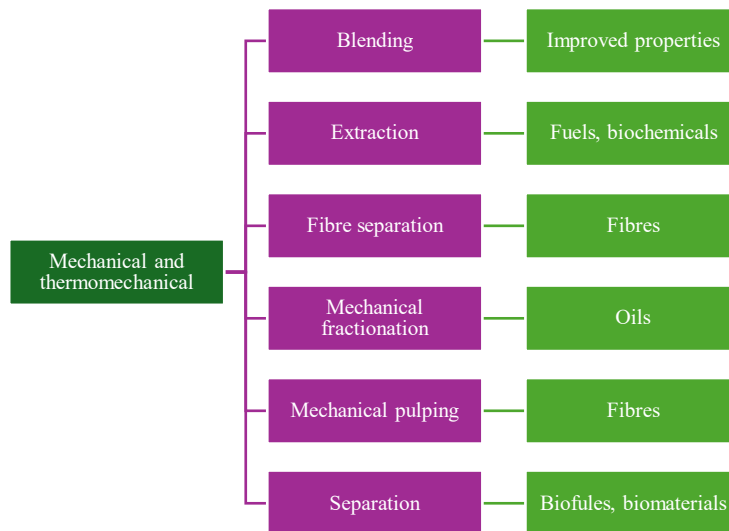 Mechanical and
thermomechanical
Blending
Improved properties
Extraction
Fuels, biochemicals
Fibre separation
Fibres
Mechanical
fractionation
Oils
Mechanical pulping
Fibres
Separation
Biofules, biomaterials